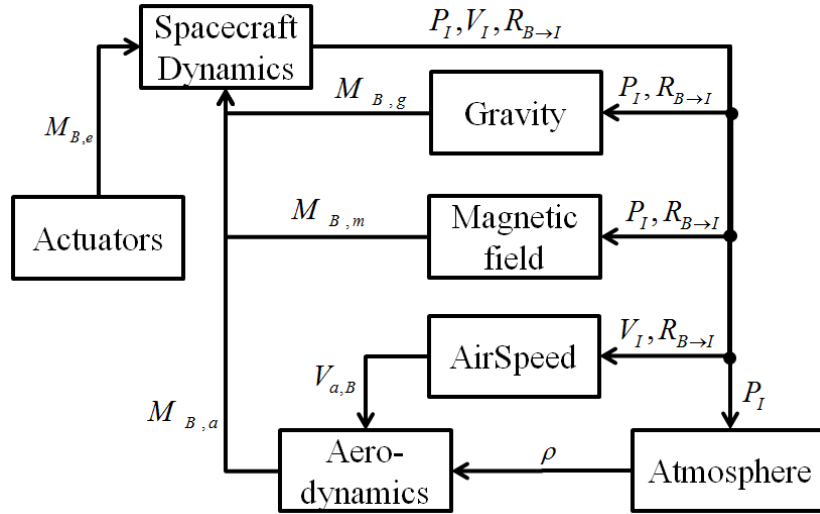 Spacecraft
Dynamics
P_I, V_I, R_{B→I}
M_{B,g}
Gravity
P_I, R_{B→I}
M_{B,e}
Actuators
M_{B,m}
Magnetic
field
P_I, R_{B→I}
AirSpeed
V_I, R_{B→I}
V_{a,B}
M_{B,a}
P_I
Aero-
dynamics
ρ
Atmosphere